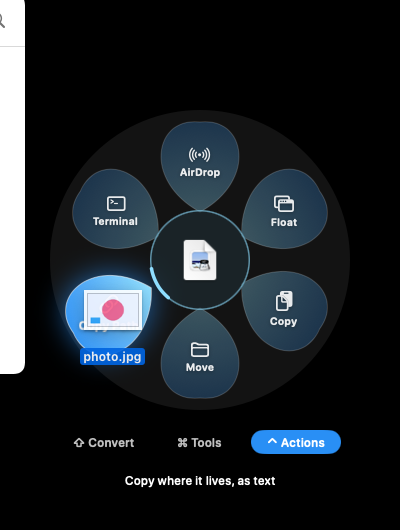 AirDrop
Terminal
Float
Copy
photo.jpg
Move
⇧ Convert
⌘ Tools
⌃ Actions
Copy where it lives, as text